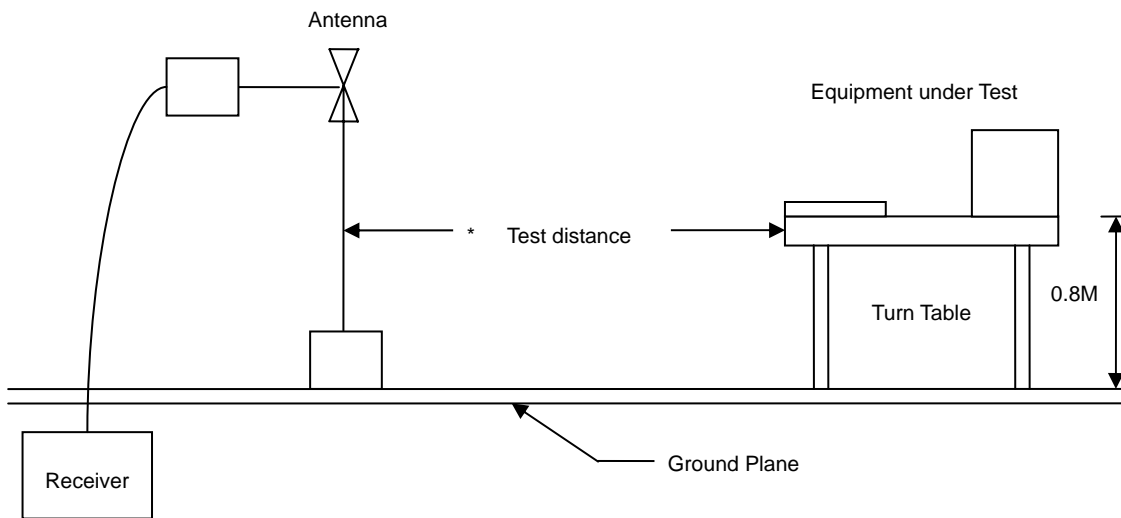 Antenna
Equipment under Test
* Test distance
0.8M
Turn Table
Ground Plane
Receiver